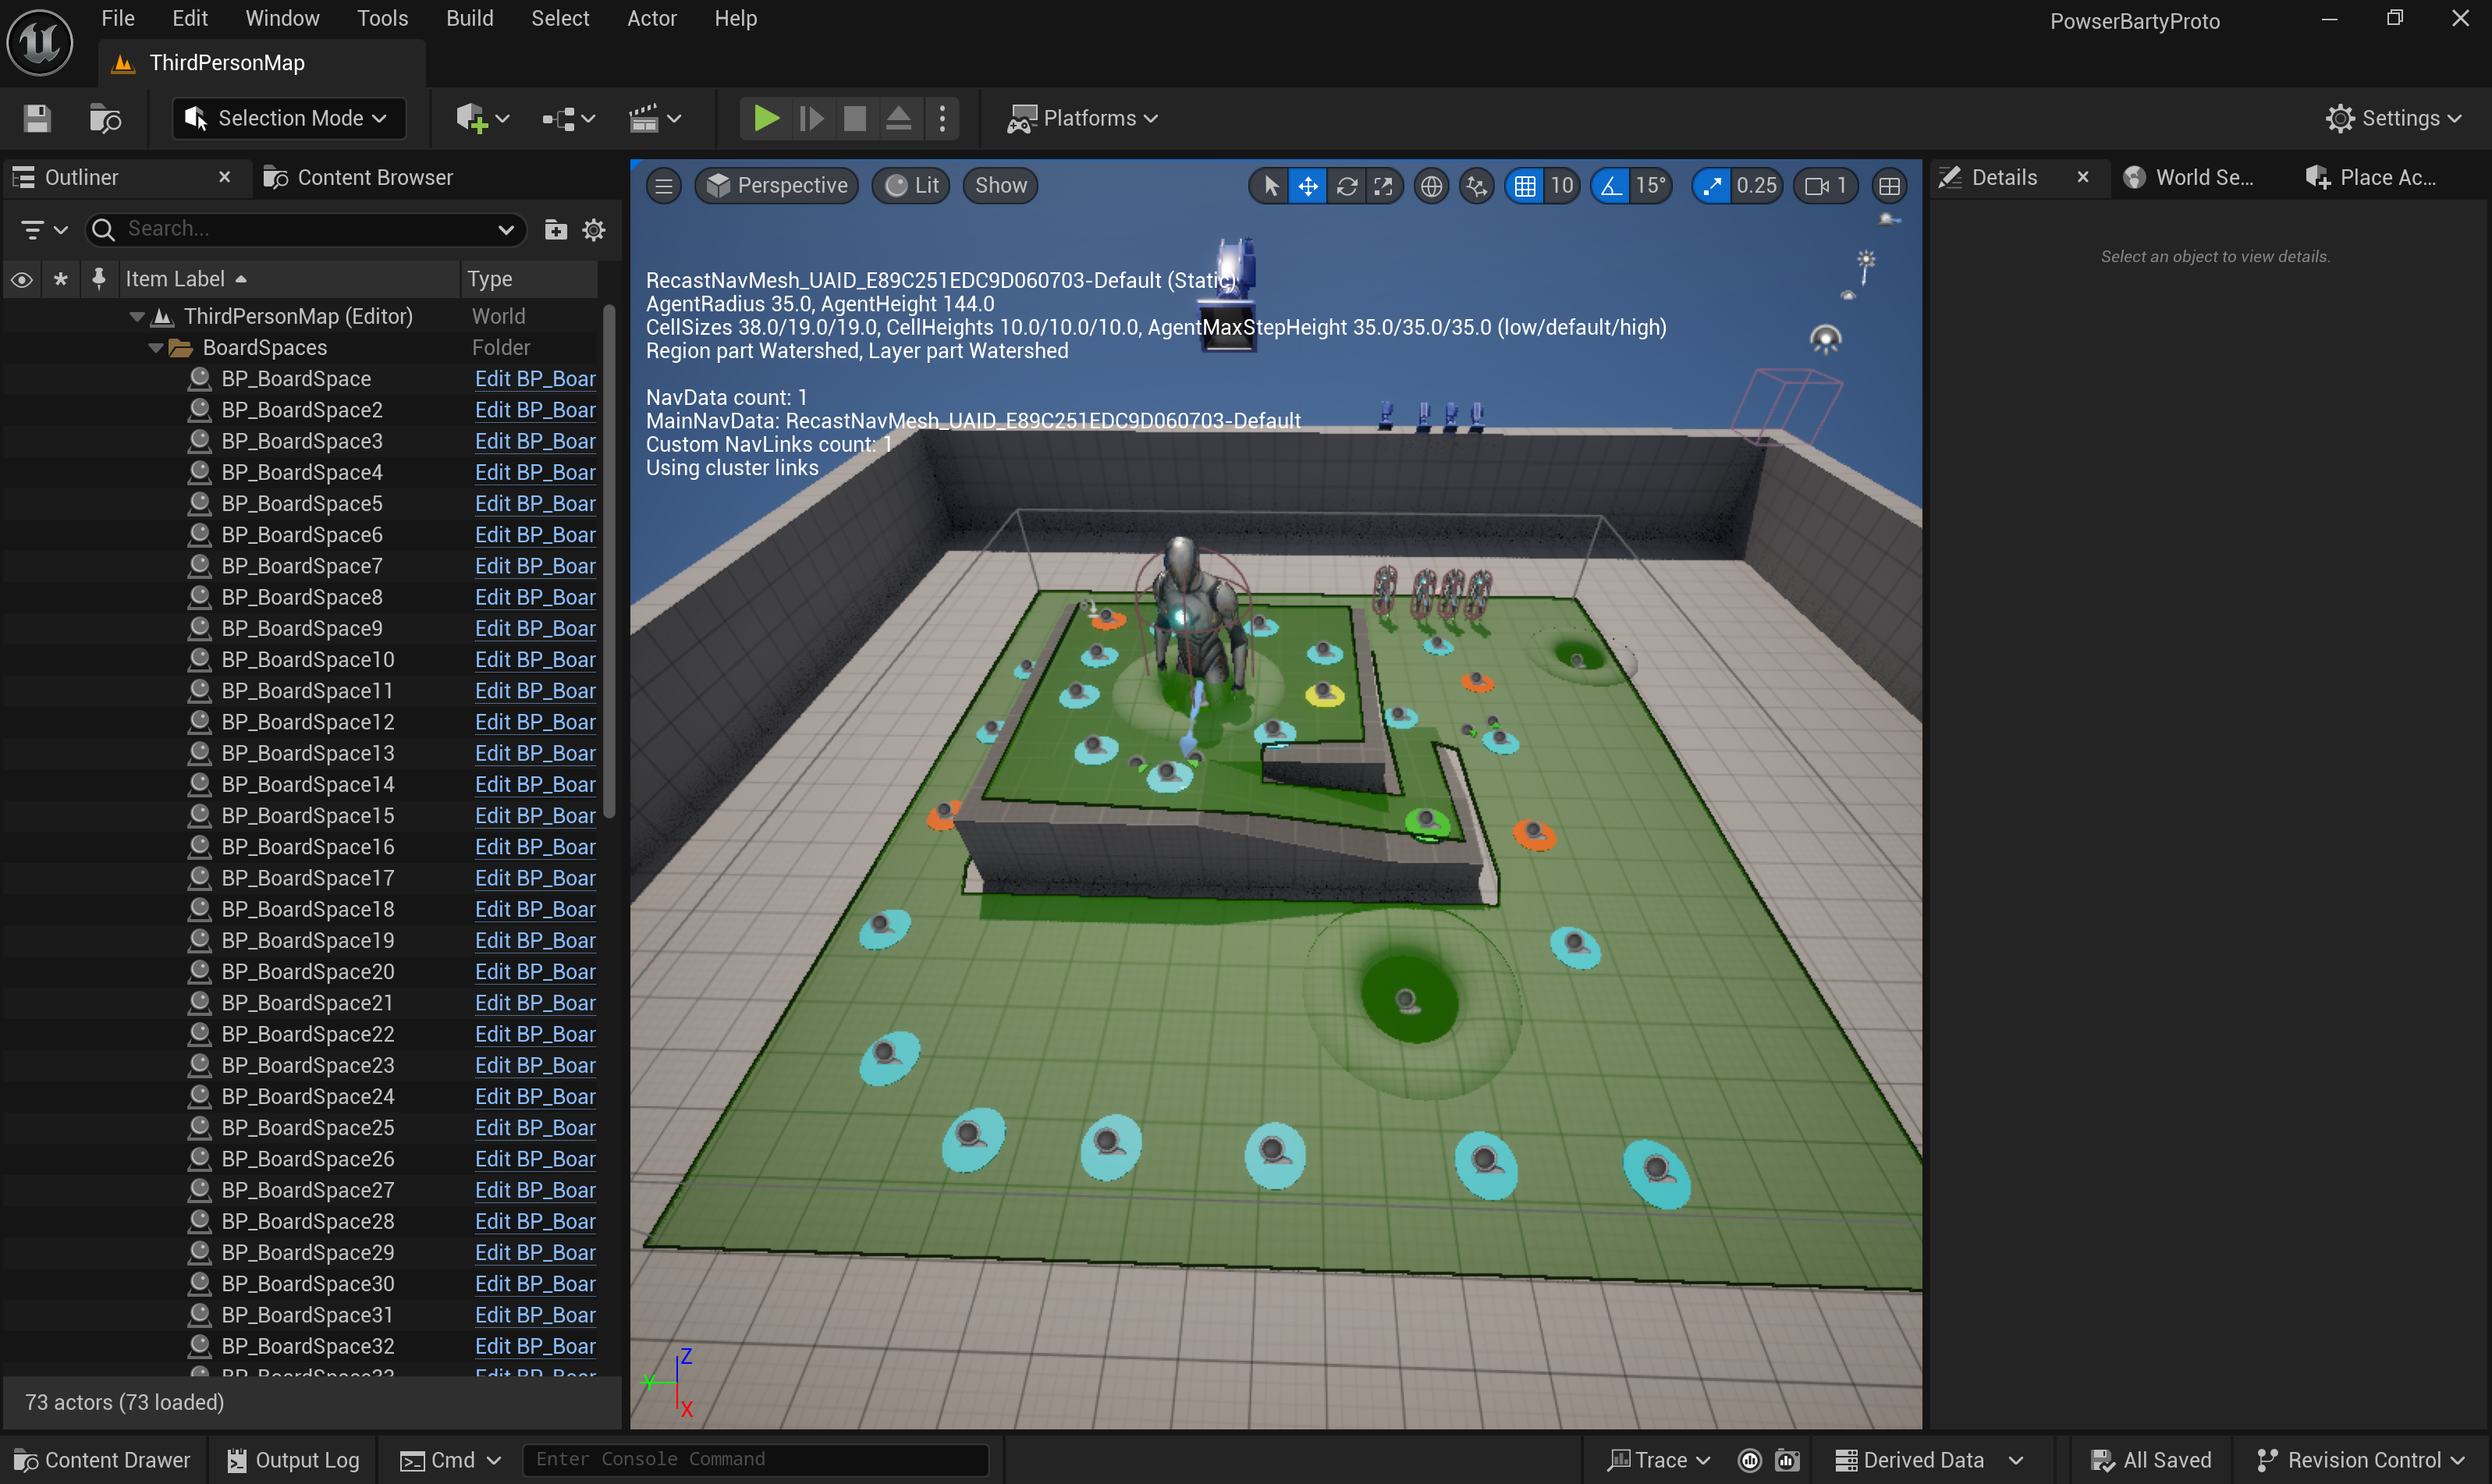 File Edit Window Tools Build Select Actor Help
PowserBartyProto
ThirdPersonMap
Selection Mode
Platforms
Settings
Outliner
Content Browser
Search...
Item Label Type
ThirdPersonMap (Editor) World
BoardSpaces Folder
BP_BoardSpace Edit BP_Boar
BP_BoardSpace2 Edit BP_Boar
BP_BoardSpace3 Edit BP_Boar
BP_BoardSpace4 Edit BP_Boar
BP_BoardSpace5 Edit BP_Boar
BP_BoardSpace6 Edit BP_Boar
BP_BoardSpace7 Edit BP_Boar
BP_BoardSpace8 Edit BP_Boar
BP_BoardSpace9 Edit BP_Boar
BP_BoardSpace10 Edit BP_Boar
BP_BoardSpace11 Edit BP_Boar
BP_BoardSpace12 Edit BP_Boar
BP_BoardSpace13 Edit BP_Boar
BP_BoardSpace14 Edit BP_Boar
BP_BoardSpace15 Edit BP_Boar
BP_BoardSpace16 Edit BP_Boar
BP_BoardSpace17 Edit BP_Boar
BP_BoardSpace18 Edit BP_Boar
BP_BoardSpace19 Edit BP_Boar
BP_BoardSpace20 Edit BP_Boar
BP_BoardSpace21 Edit BP_Boar
BP_BoardSpace22 Edit BP_Boar
BP_BoardSpace23 Edit BP_Boar
BP_BoardSpace24 Edit BP_Boar
BP_BoardSpace25 Edit BP_Boar
BP_BoardSpace26 Edit BP_Boar
BP_BoardSpace27 Edit BP_Boar
BP_BoardSpace28 Edit BP_Boar
BP_BoardSpace29 Edit BP_Boar
BP_BoardSpace30 Edit BP_Boar
BP_BoardSpace31 Edit BP_Boar
BP_BoardSpace32 Edit BP_Boar
73 actors (73 loaded)
Perspective Lit Show 10 15° 0.25 1
RecastNavMesh_UAID_E89C251EDC9D060703-Default (Static)
AgentRadius 35.0, AgentHeight 144.0
CellSizes 38.0/19.0/19.0, CellHeights 10.0/10.0/10.0, AgentMaxStepHeight 35.0/35.0/35.0 (low/default/high)
Region part Watershed, Layer part Watershed
NavData count: 1
MainNavData: RecastNavMesh_UAID_E89C251EDC9D060703-Default
Custom NavLinks count: 1
Using cluster links
Z
Y
X
Details
World Se...
Place Ac...
Select an object to view details.
Content Drawer
Output Log
Cmd
Enter Console Command
Trace
Derived Data
All Saved
Revision Control